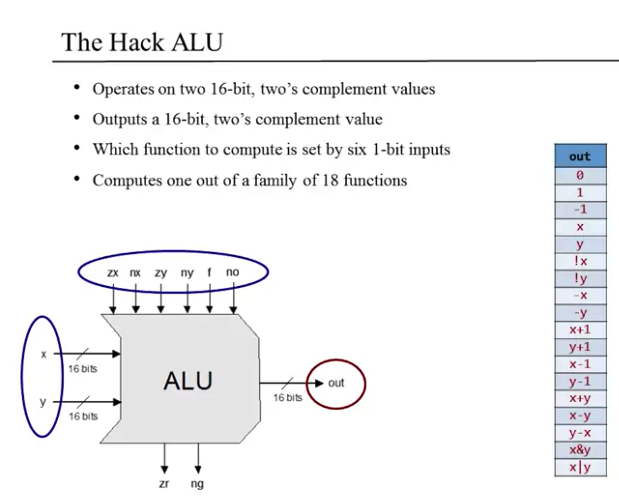 The Hack ALU
• Operates on two 16-bit, two's complement values
• Outputs a 16-bit, two's complement value
• Which function to compute is set by six 1-bit inputs
• Computes one out of a family of 18 functions
zx nx zy ny f no
x
16 bits
y
16 bits
ALU
16 bits
out
zr ng
out
0
1
-1
x
y
!x
!y
-x
-y
x+1
y+1
x-1
y-1
x+y
x-y
y-x
x&y
x|y